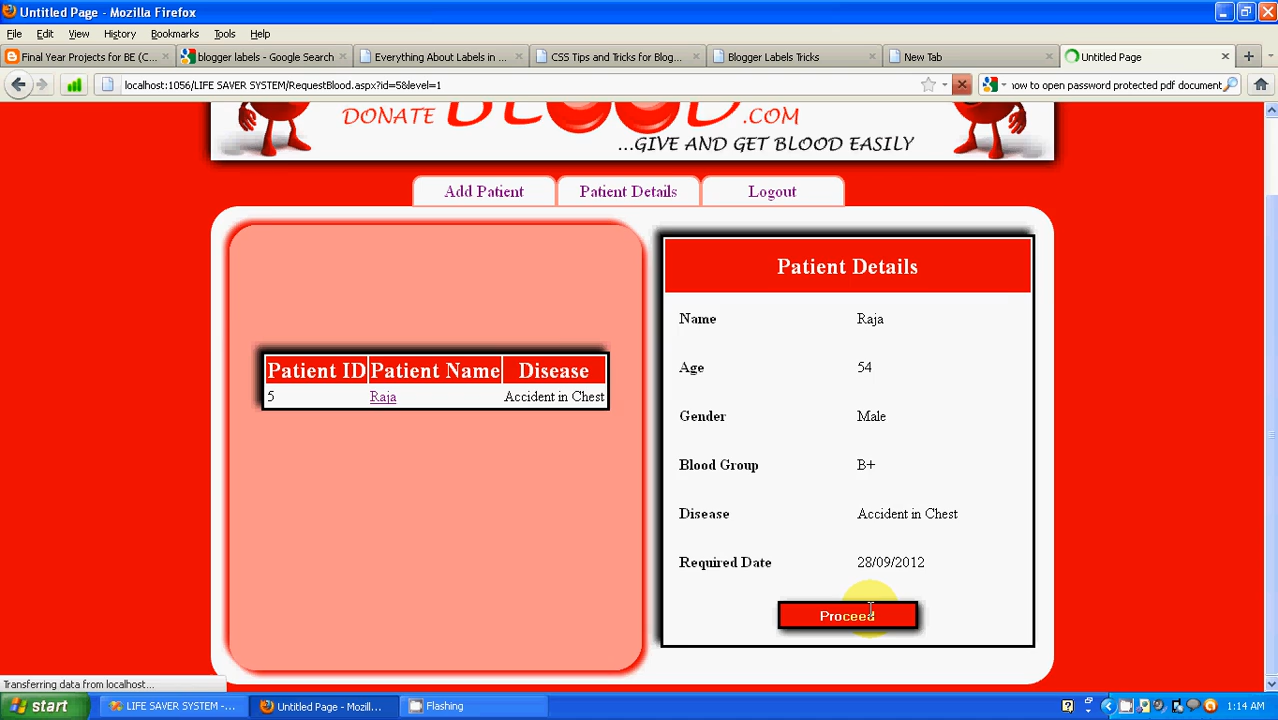 Untitled Page - Mozilla Firefox
File Edit View History Bookmarks Tools Help
Final Year Projects for BE (C...
blogger labels - Google Search
Everything About Labels in ...
CSS Tips and Tricks for Blog...
Blogger Labels Tricks
New Tab
Untitled Page
localhost:1056/LIFE SAVER SYSTEM/RequestBlood.aspx?id=5&level=1
how to open password protected pdf document
DONATE BLOOD.COM
...GIVE AND GET BLOOD EASILY
Add Patient
Patient Details
Logout
Patient ID Patient Name Disease
5 Raja Accident in Chest
Patient Details
Name Raja
Age 54
Gender Male
Blood Group B+
Disease Accident in Chest
Required Date 28/09/2012
Proceed
Transferring data from localhost...
start
LIFE SAVER SYSTEM -...
Untitled Page - Mozill...
Flashing
1:14 AM